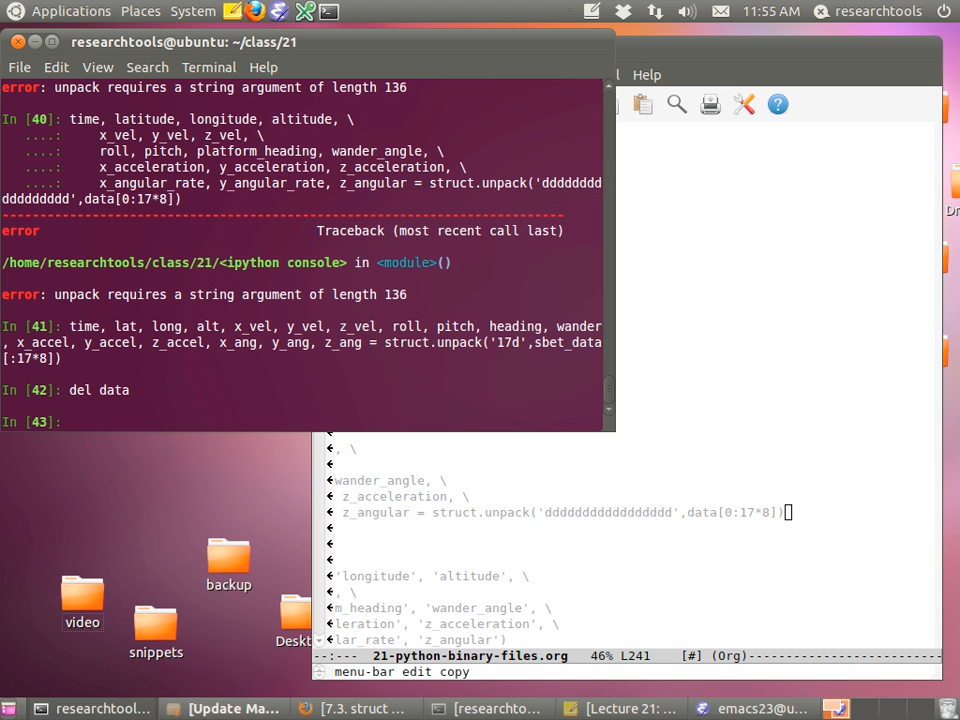 Applications Places System 11:55 AM researchtools
researchtools@ubuntu: ~/class/21
File Edit View Search Terminal Help
Help
error: unpack requires a string argument of length 136
In [40]: time, latitude, longitude, altitude, \
....: x_vel, y_vel, z_vel, \
....: roll, pitch, platform_heading, wander_angle, \
....: x_acceleration, y_acceleration, z_acceleration, \
....: x_angular_rate, y_angular_rate, z_angular = struct.unpack('dddddddd
ddddddddd',data[0:17*8])
---------------------------------------------------------------------------
error Traceback (most recent call last)
/home/researchtools/class/21/<ipython console> in <module>()
error: unpack requires a string argument of length 136
In [41]: time, lat, long, alt, x_vel, y_vel, z_vel, roll, pitch, heading, wander
, x_accel, y_accel, z_accel, x_ang, y_ang, z_ang = struct.unpack('17d',sbet_data
[:17*8])
In [42]: del data
In [43]:
, \
wander_angle, \
z_acceleration, \
z_angular = struct.unpack('ddddddddddddddddd',data[0:17*8])
'longitude', 'altitude', \
, \
m_heading', 'wander_angle', \
leration', 'z_acceleration', \
lar_rate', 'z_angular')
--:--- 21-python-binary-files.org 46% L241 [#] (Org)-------------------------
menu-bar edit copy
backup
video
snippets
Deskt
Dr
researchtool... [Update Ma... [7.3. struct ... [researchto... [Lecture 21: ... emacs23@u...